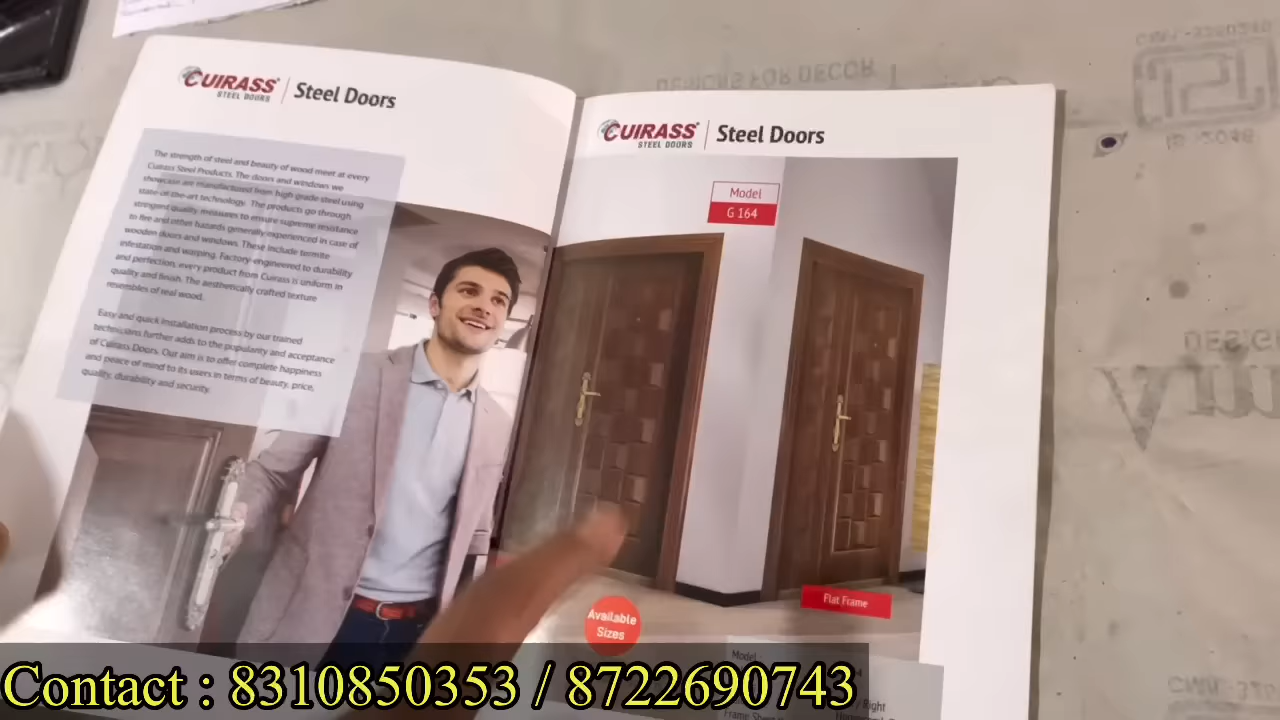 CUIRASS
STEEL DOORS
Steel Doors
The strength of steel and beauty of wood meet at every
Cuirass Steel Products. The doors and windows we
showcase are manufactured from high grade steel using
state-of-the-art technology. The products go through
stringent quality measures to ensure supreme resistance
to fire and other hazards generally experienced in case of
wooden doors and windows. These include termite
infestation and warping. Factory-engineered to durability
and perfection, every product from Cuirass is uniform in
quality and finish. The aesthetically crafted texture
resembles of real wood.
Easy and quick installation process by our trained
technicians further adds to the popularity and acceptance
of Cuirass Doors. Our aim is to offer complete happiness
and peace of mind to its users in terms of beauty, price,
quality, durability and security.
CUIRASS
STEEL DOORS
Steel Doors
Model
G 164
Flat Frame
Available
Sizes
Model
Contact : 8310850353 / 8722690743
DESIGNS FOR DECOR